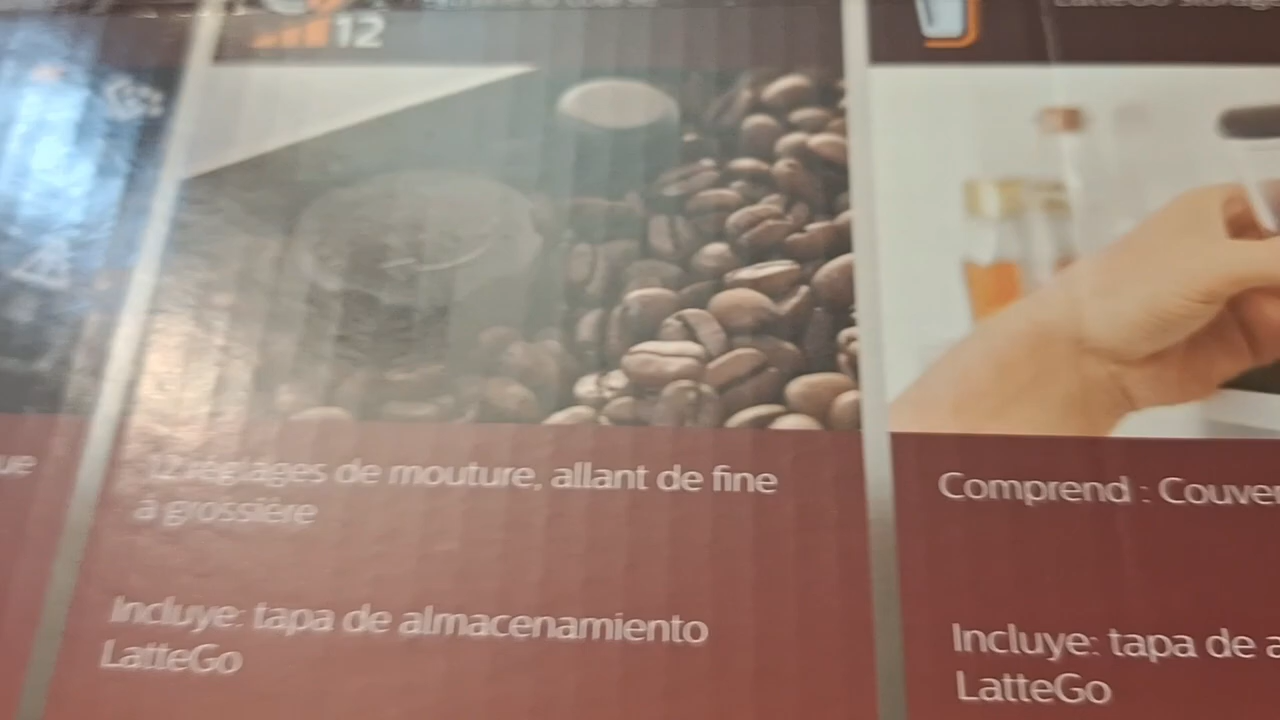 12
12 réglages de mouture, allant de fine
à grossière
Incluye: tapa de almacenamiento
LatteGo
LatteGo
Comprend : Couver
Incluye: tapa de a
LatteGo